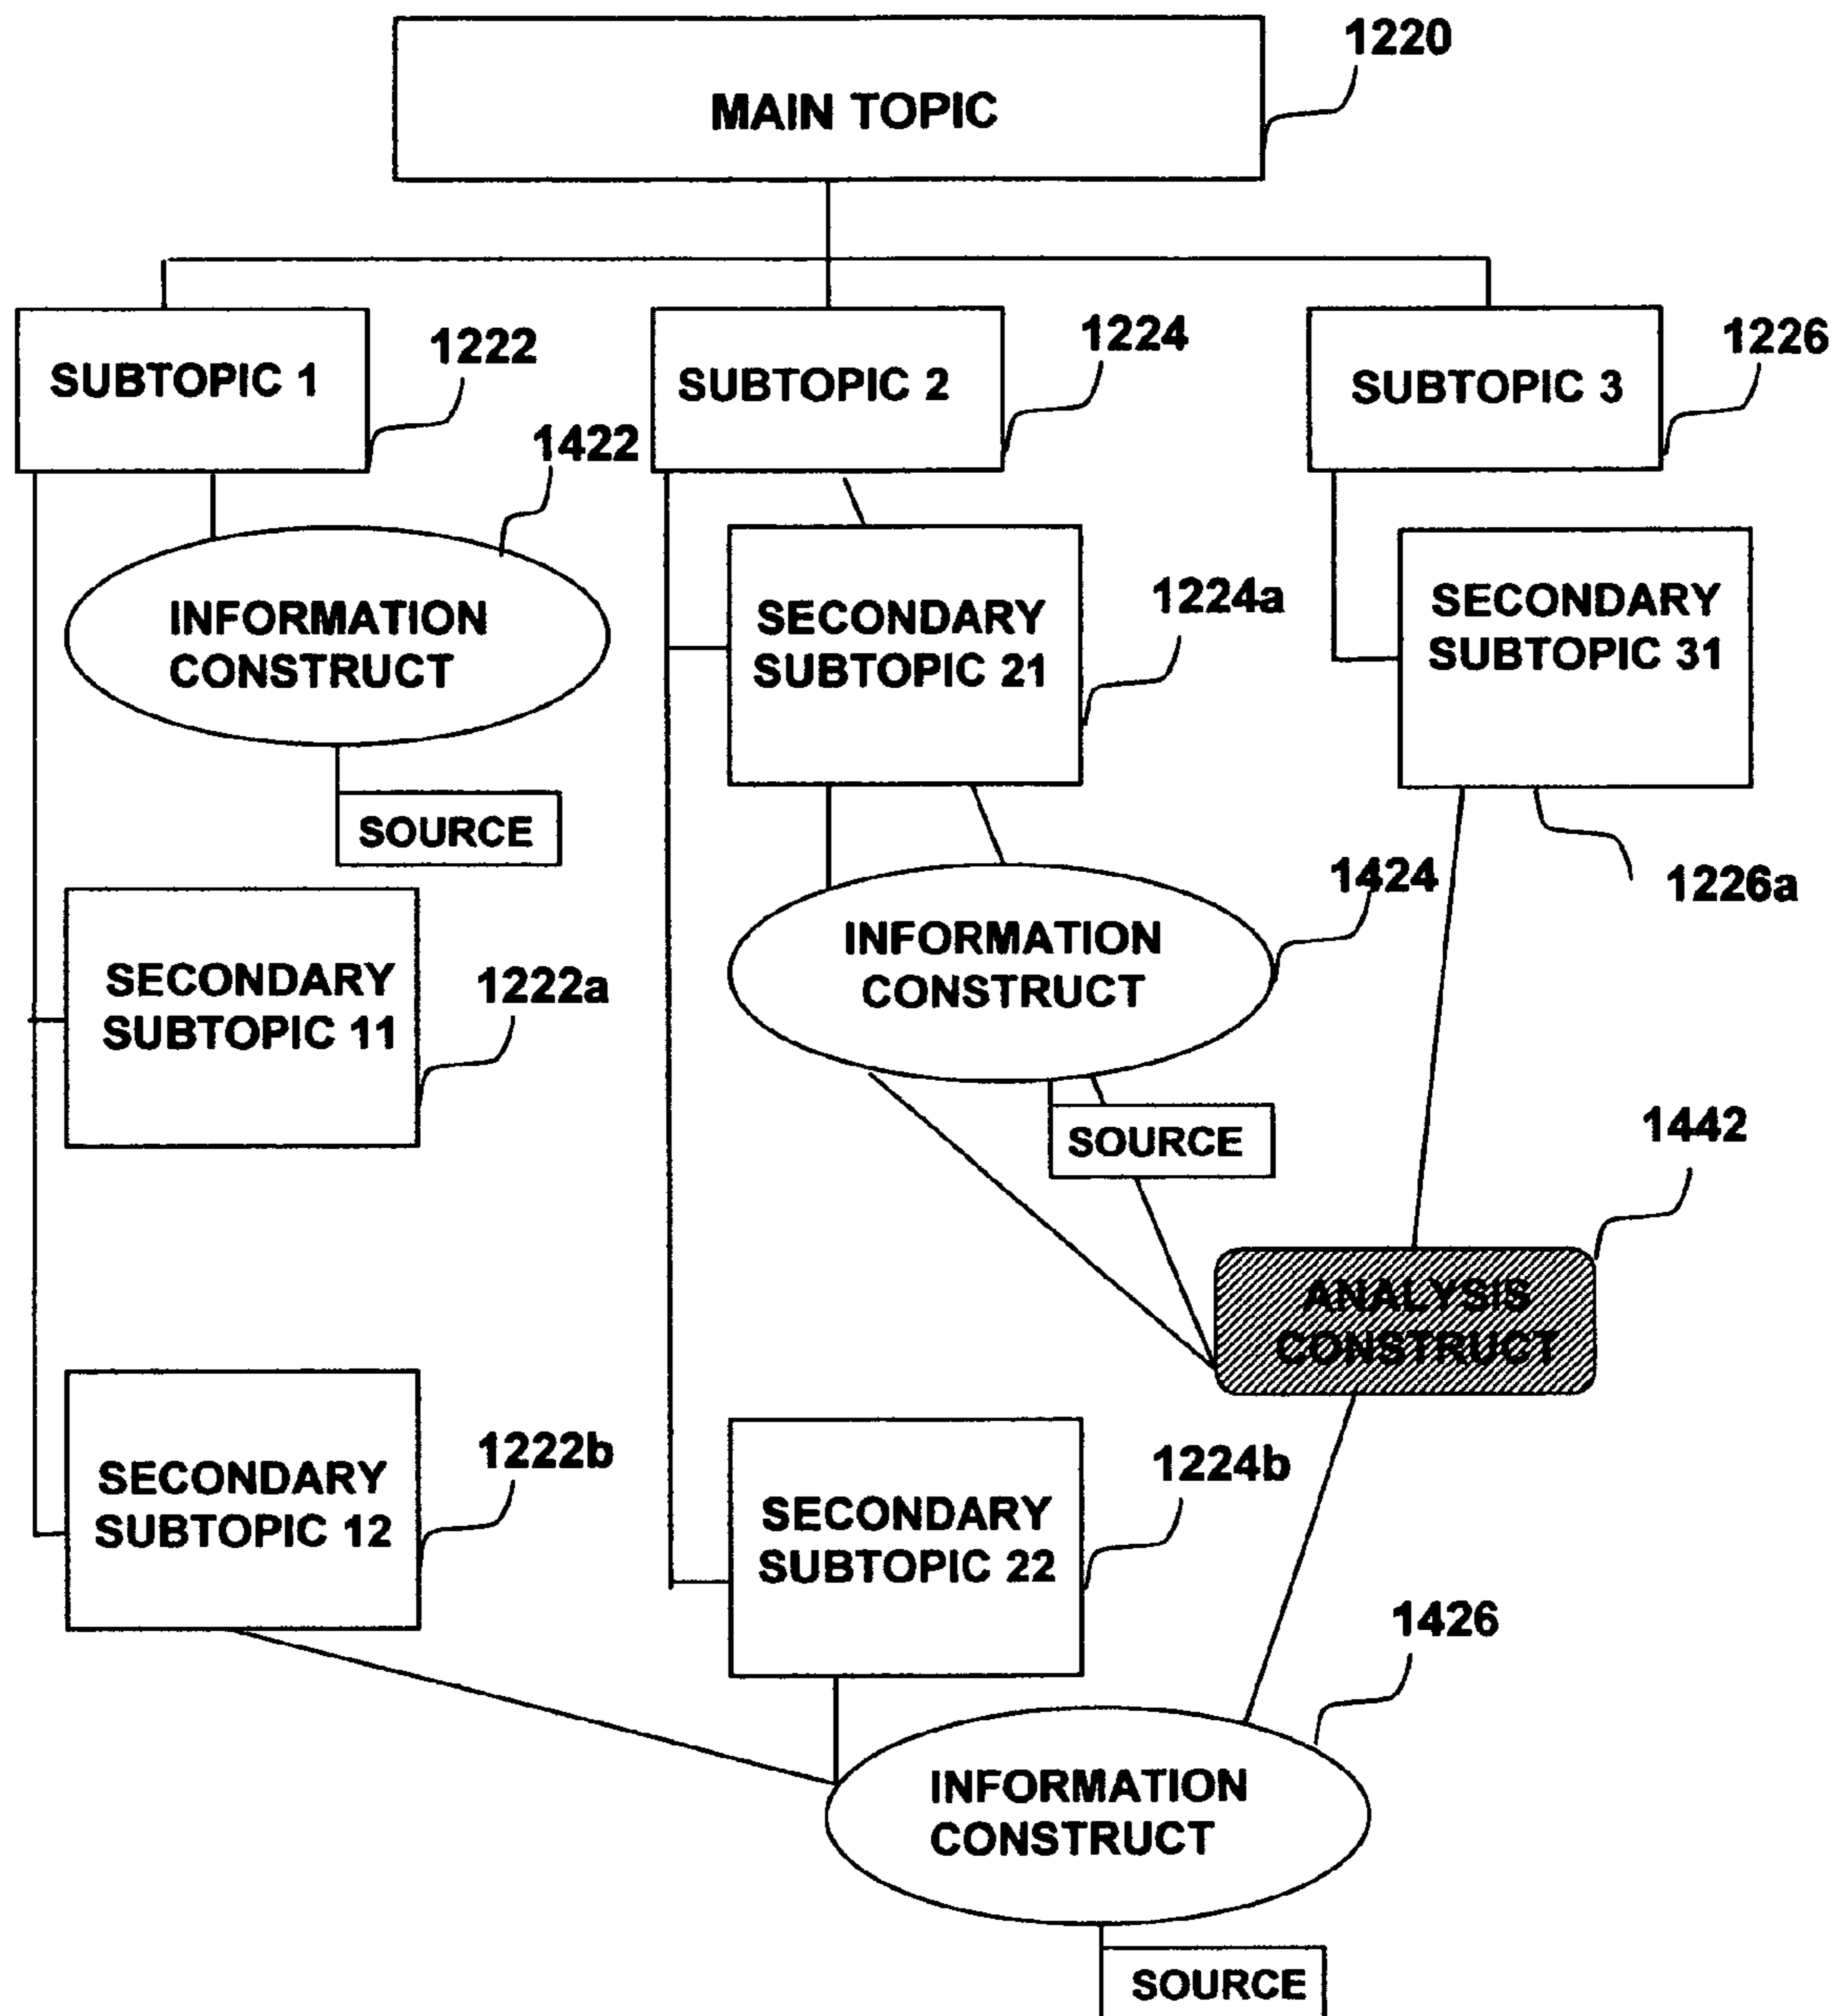 1220
MAIN TOPIC
SUBTOPIC 1
1222
SUBTOPIC 2
1224
SUBTOPIC 3
1226
1422
INFORMATION
CONSTRUCT
SOURCE
SECONDARY
SUBTOPIC 21
1224a
SECONDARY
SUBTOPIC 31
1226a
INFORMATION
CONSTRUCT
1424
SOURCE
SECONDARY
SUBTOPIC 11
1222a
1442
ANALYSIS
CONSTRUCT
SECONDARY
SUBTOPIC 12
1222b
SECONDARY
SUBTOPIC 22
1224b
1426
INFORMATION
CONSTRUCT
SOURCE